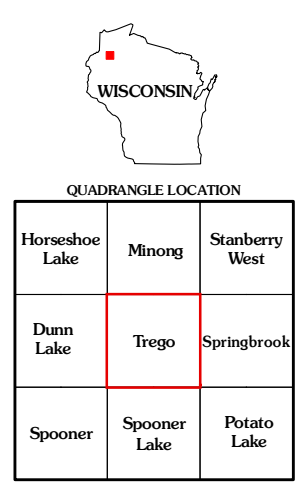 WISCONSIN
QUADRANGLE LOCATION
Horseshoe
Lake
Minong
Stanberry
West
Dunn
Lake
Trego
Springbrook
Spooner
Spooner
Lake
Potato
Lake